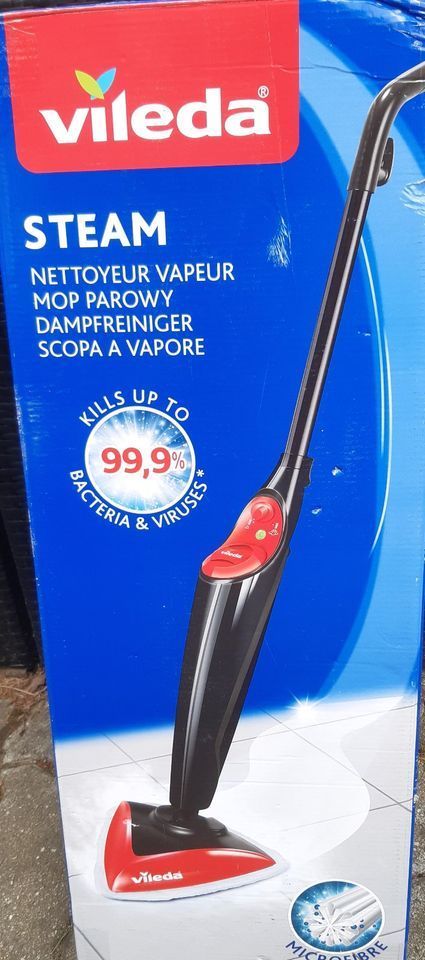 vileda®
STEAM
NETTOYEUR VAPEUR
MOP PAROWY
DAMPFREINIGER
SCOPA A VAPORE
KILLS UP TO
99,9%
BACTERIA & VIRUSES*
vileda
vileda
MICROFIBRE